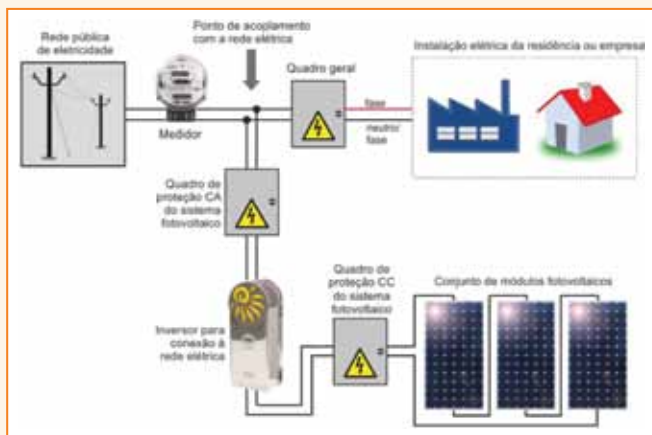 Rede pública
de eletricidade
Ponto de acoplamento
com a rede elétrica
Medidor
Quadro geral
fase
neutro/
fase
Instalação elétrica da residência ou empresa
Quadro de
proteção CA
do sistema
fotovoltaico
Inversor para
conexão à
rede elétrica
Quadro de
proteção CC
do sistema
fotovoltaico
Conjunto de módulos fotovoltaicos